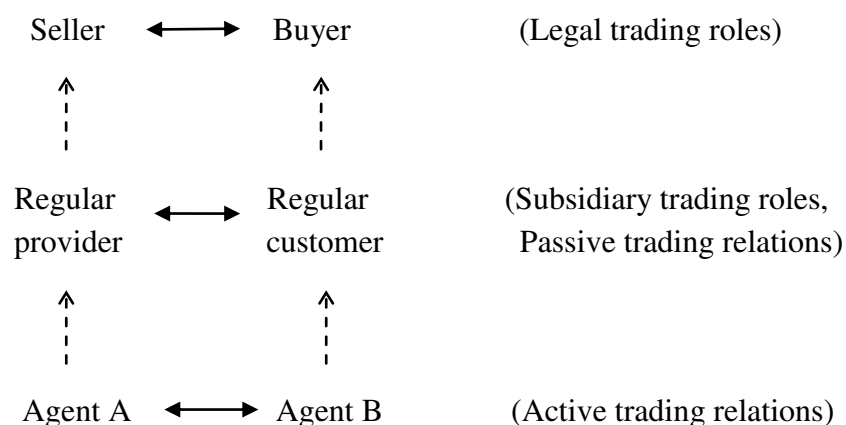 Seller Buyer (Legal trading roles)
Regular Regular (Subsidiary trading roles,
provider customer Passive trading relations)
Agent A Agent B (Active trading relations)